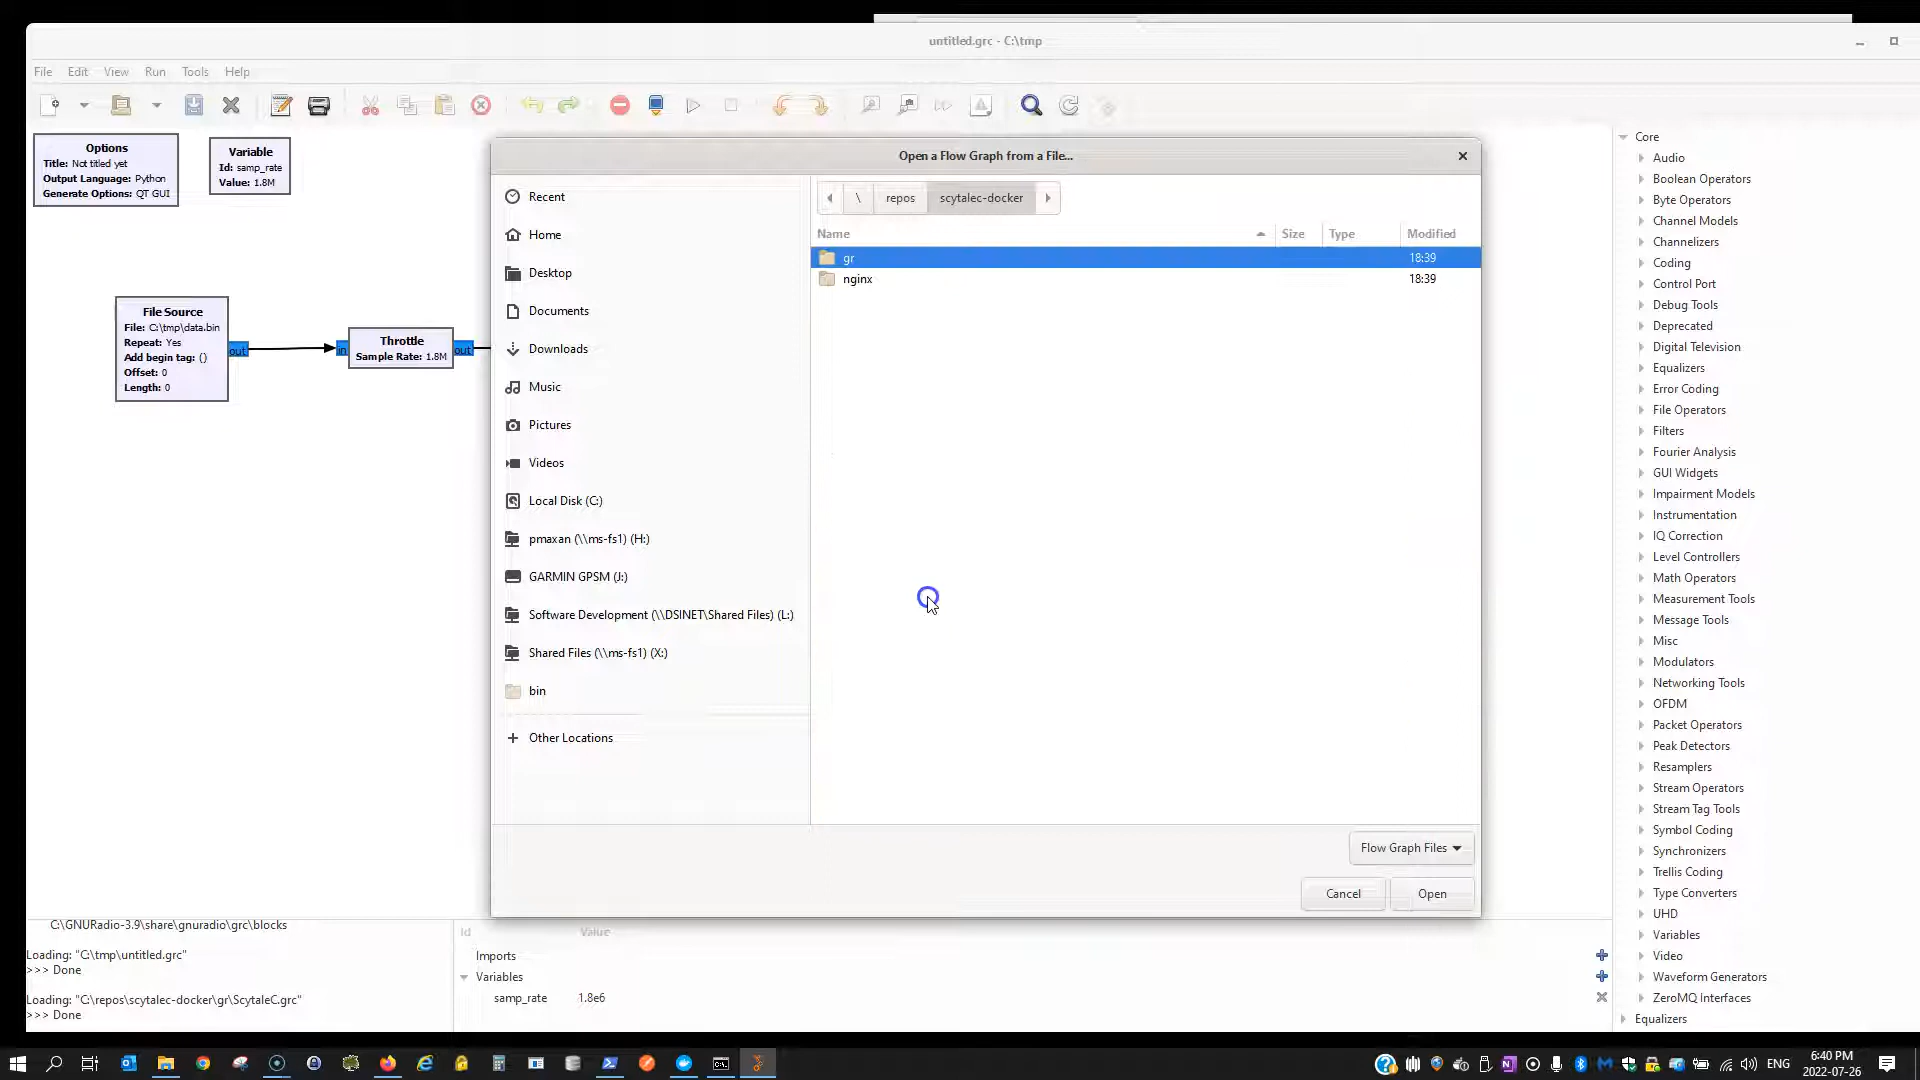 untitled.grc - C:\tmp
File Edit View Run Tools Help
Options
Title: Not titled yet
Output Language: Python
Generate Options: QT GUI
Variable
Id: samp_rate
Value: 1.8M
File Source
File: C:\tmp\data.bin
Repeat: Yes
Add begin tag: ()
Offset: 0
Length: 0
out
in
Throttle
Sample Rate: 1.8M
out
Open a Flow Graph from a File...
Recent
Home
Desktop
Documents
Downloads
Music
Pictures
Videos
Local Disk (C:)
pmaxan (\\ms-fs1) (H:)
GARMIN GPSM (J:)
Software Development (\\DSINET\Shared Files) (L:)
Shared Files (\\ms-fs1) (X:)
bin
Other Locations
\ repos scytalec-docker
Name Size Type Modified
gr 18:39
nginx 18:39
Flow Graph Files
Cancel Open
Core
Audio
Boolean Operators
Byte Operators
Channel Models
Channelizers
Coding
Control Port
Debug Tools
Deprecated
Digital Television
Equalizers
Error Coding
File Operators
Filters
Fourier Analysis
GUI Widgets
Impairment Models
Instrumentation
IQ Correction
Level Controllers
Math Operators
Measurement Tools
Message Tools
Misc
Modulators
Networking Tools
OFDM
Packet Operators
Peak Detectors
Resamplers
Stream Operators
Stream Tag Tools
Symbol Coding
Synchronizers
Trellis Coding
Type Converters
UHD
Variables
Video
Waveform Generators
ZeroMQ Interfaces
Equalizers
C:\GNURadio-3.9\share\gnuradio\grc\blocks
Loading: "C:\tmp\untitled.grc"
>>> Done
Loading: "C:\repos\scytalec-docker\gr\ScytaleC.grc"
>>> Done
Id Value
Imports
Variables
samp_rate 1.8e6
ENG
6:40 PM
2022-07-26